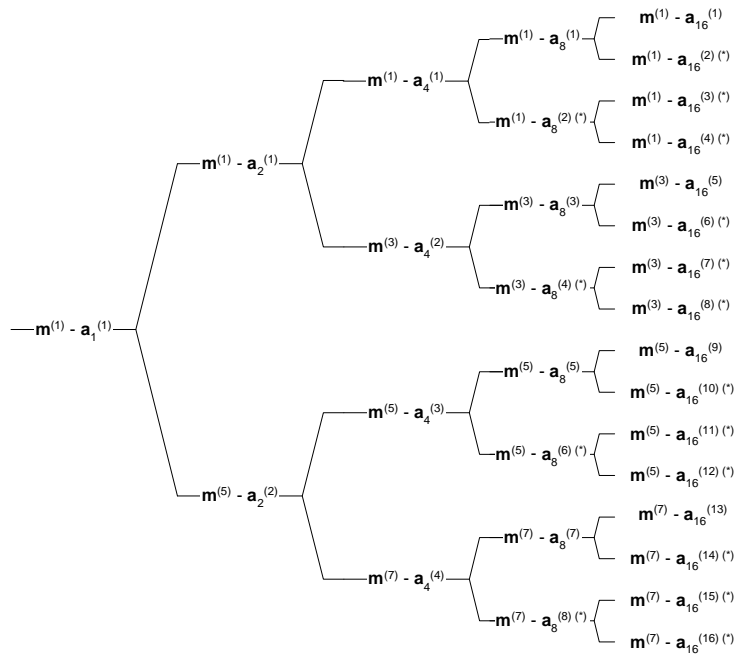 m(1) - a16(1)
m(1) - a8(1)
m(1) - a16(2) (*)
m(1) - a4(1)
m(1) - a16(3) (*)
m(1) - a8(2) (*)
m(1) - a16(4) (*)
m(1) - a2(1)
m(3) - a16(5)
m(3) - a8(3)
m(3) - a16(6) (*)
m(3) - a4(2)
m(3) - a16(7) (*)
m(3) - a8(4) (*)
m(3) - a16(8) (*)
m(1) - a1(1)
m(5) - a16(9)
m(5) - a8(5)
m(5) - a16(10) (*)
m(5) - a4(3)
m(5) - a16(11) (*)
m(5) - a8(6) (*)
m(5) - a16(12) (*)
m(5) - a2(2)
m(7) - a16(13)
m(7) - a8(7)
m(7) - a16(14) (*)
m(7) - a4(4)
m(7) - a16(15) (*)
m(7) - a8(8) (*)
m(7) - a16(16) (*)